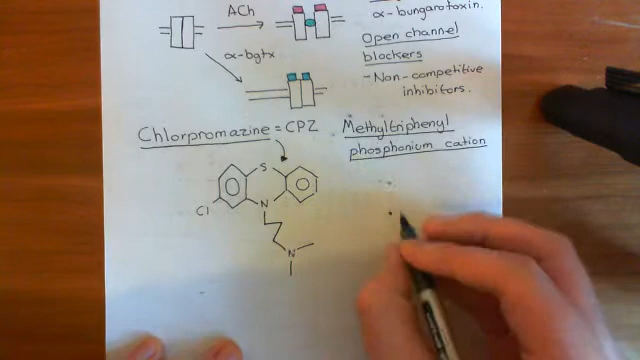 ACh
α-bgtx
α-bungarotoxin.
Open channel
blockers
-Non-competitive
inhibitors.
Chlorpromazine = CPZ
Methyltriphenyl
phosphonium cation
S
Cl
N
N